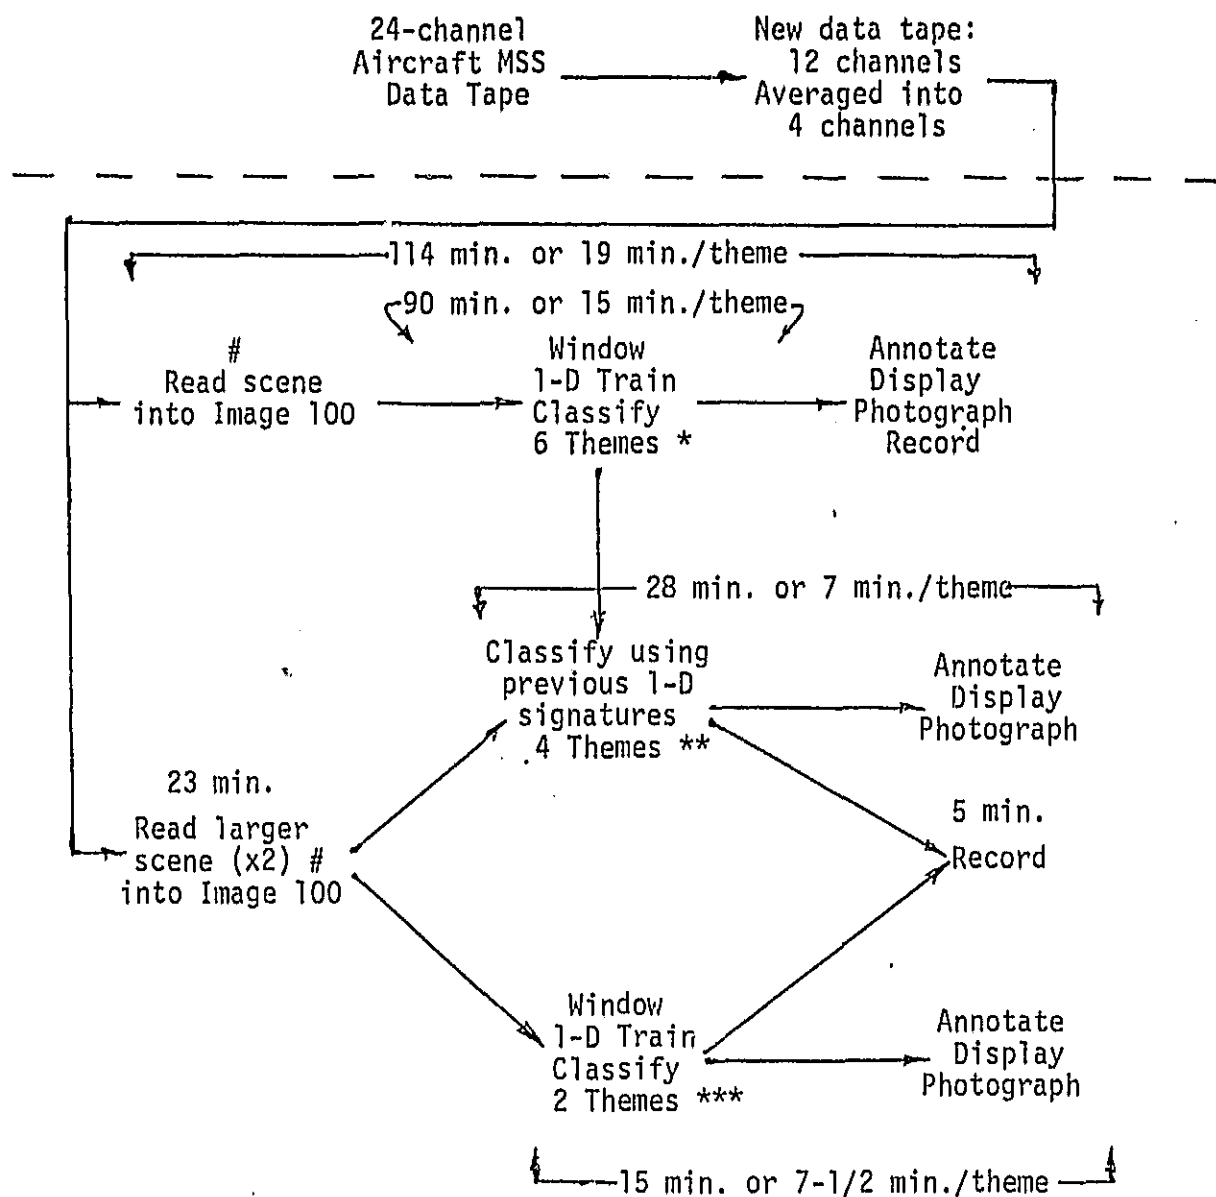 24-channel
Aircraft MSS
Data Tape
New data tape:
12 channels
Averaged into
4 channels
114 min. or 19 min./theme
90 min. or 15 min./theme
#
Read scene
into Image 100
Window
1-D Train
Classify
6 Themes *
Annotate
Display
Photograph
Record
28 min. or 7 min./theme
Classify using
previous 1-D
signatures
4 Themes **
Annotate
Display
Photograph
23 min.
Read larger
scene (x2) #
into Image 100
5 min.
Record
Window
1-D Train
Classify
2 Themes ***
Annotate
Display
Photograph
15 min. or 7-1/2 min./theme